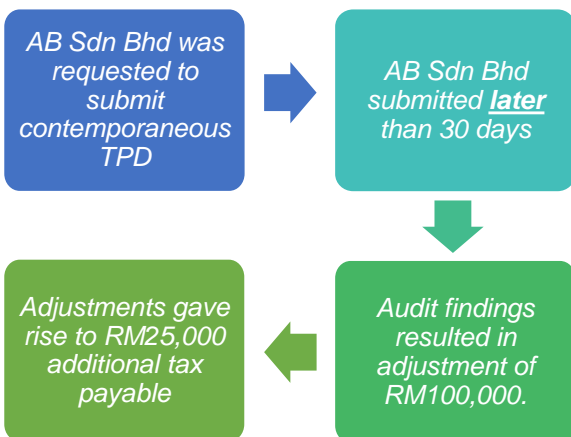 AB Sdn Bhd was
requested to
submit
contemporaneous
TPD
AB Sdn Bhd
submitted later
than 30 days
Audit findings
resulted in
adjustment of
RM100,000.
Adjustments gave
rise to RM25,000
additional tax
payable